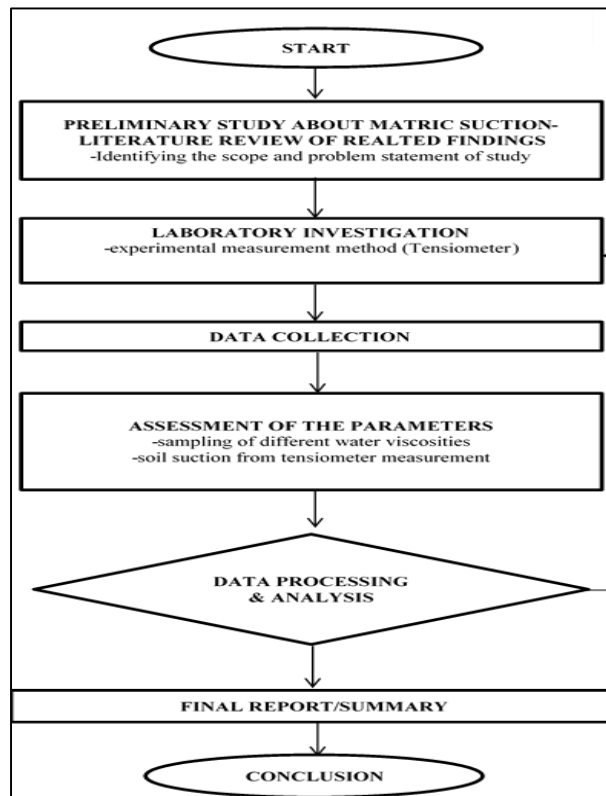 START
PRELIMINARY STUDY ABOUT MATRIC SUCTION-
LITERATURE REVIEW OF REALTED FINDINGS
-Identifying the scope and problem statement of study
LABORATORY INVESTIGATION
-experimental measurement method (Tensiometer)
DATA COLLECTION
ASSESSMENT OF THE PARAMETERS
-sampling of different water viscosities
-soil suction from tensiometer measurement
DATA PROCESSING
& ANALYSIS
FINAL REPORT/SUMMARY
CONCLUSION